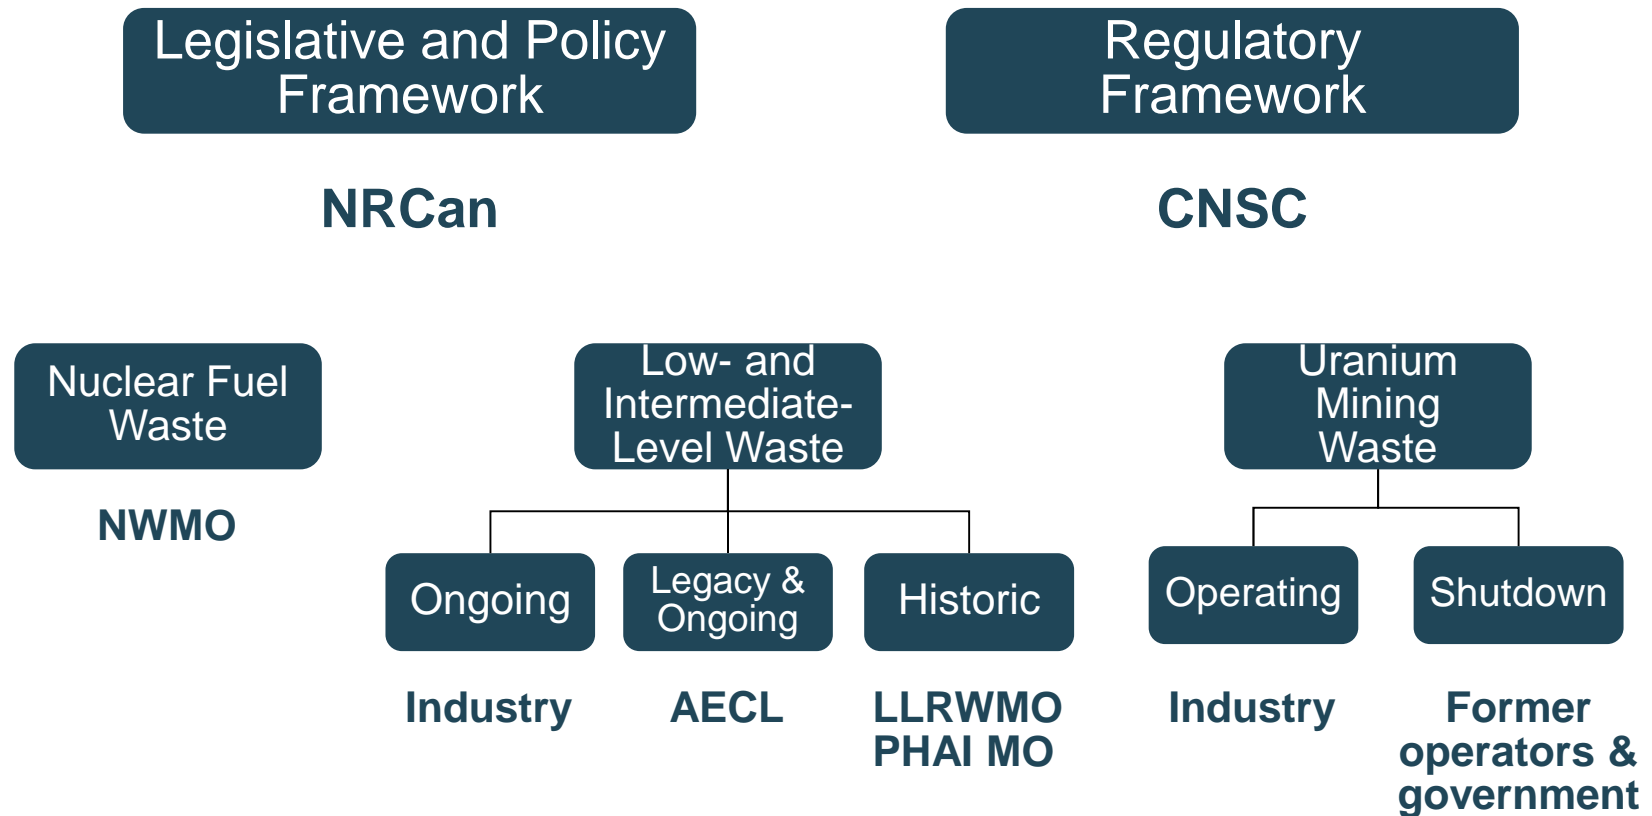 Legislative and Policy
Framework
Regulatory
Framework
NRCan
CNSC
Nuclear Fuel
Waste
NWMO
Low- and
Intermediate-
Level Waste
Uranium
Mining
Waste
Ongoing
Legacy &
Ongoing
Historic
Operating
Shutdown
Industry
AECL
LLRWMO
PHAI MO
Industry
Former
operators &
government